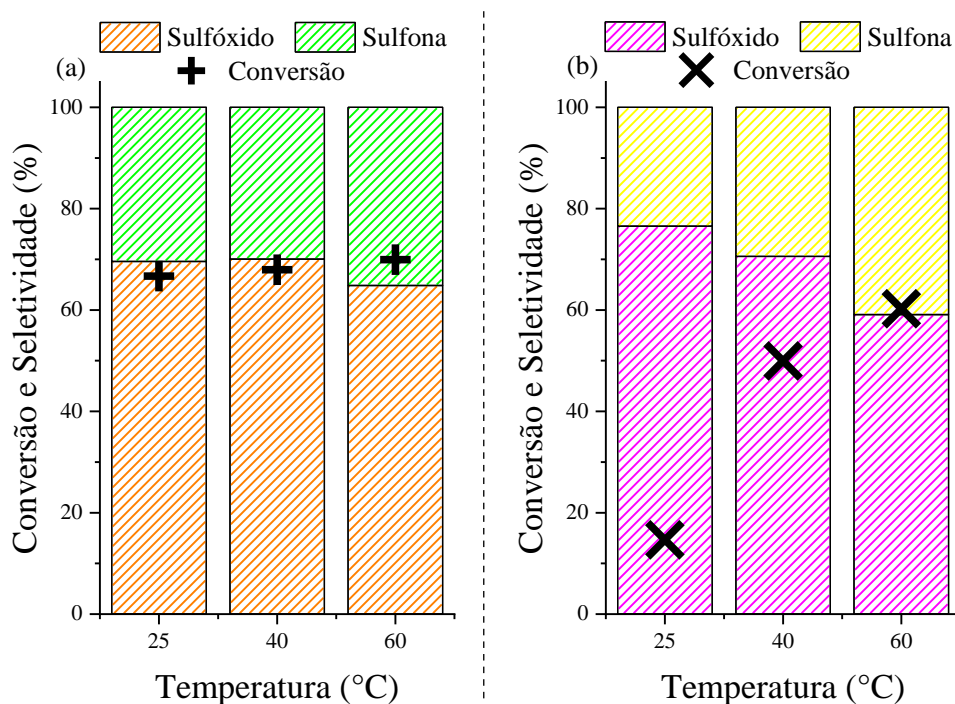 Sulfóxido Sulfona
(a) Conversão
Conversão e Seletividade (%)
100
80
60
40
20
0
25 40 60
Temperatura (°C)
Sulfóxido Sulfona
(b) Conversão
Conversão e Seletividade (%)
100
80
60
40
20
0
25 40 60
Temperatura (°C)